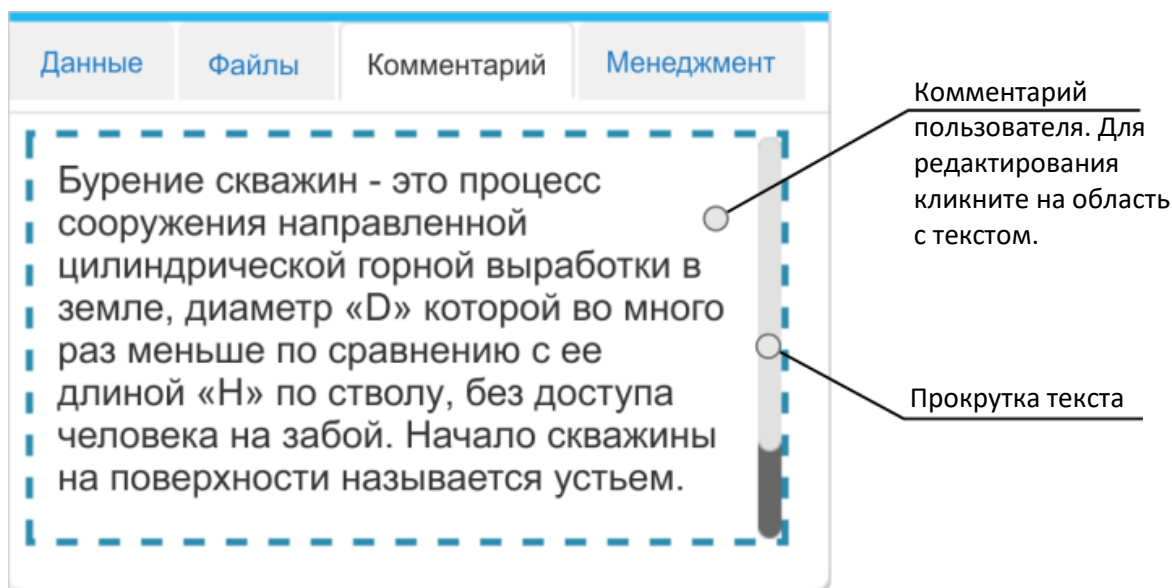 Данные Файлы Комментарий Менеджмент
Бурение скважин - это процесс
сооружения направленной
цилиндрической горной выработки в
земле, диаметр «D» которой во много
раз меньше по сравнению с ее
длиной «H» по стволу, без доступа
человека на забой. Начало скважины
на поверхности называется устьем.
Комментарий
пользователя. Для
редактирования
кликните на область
с текстом.
Прокрутка текста